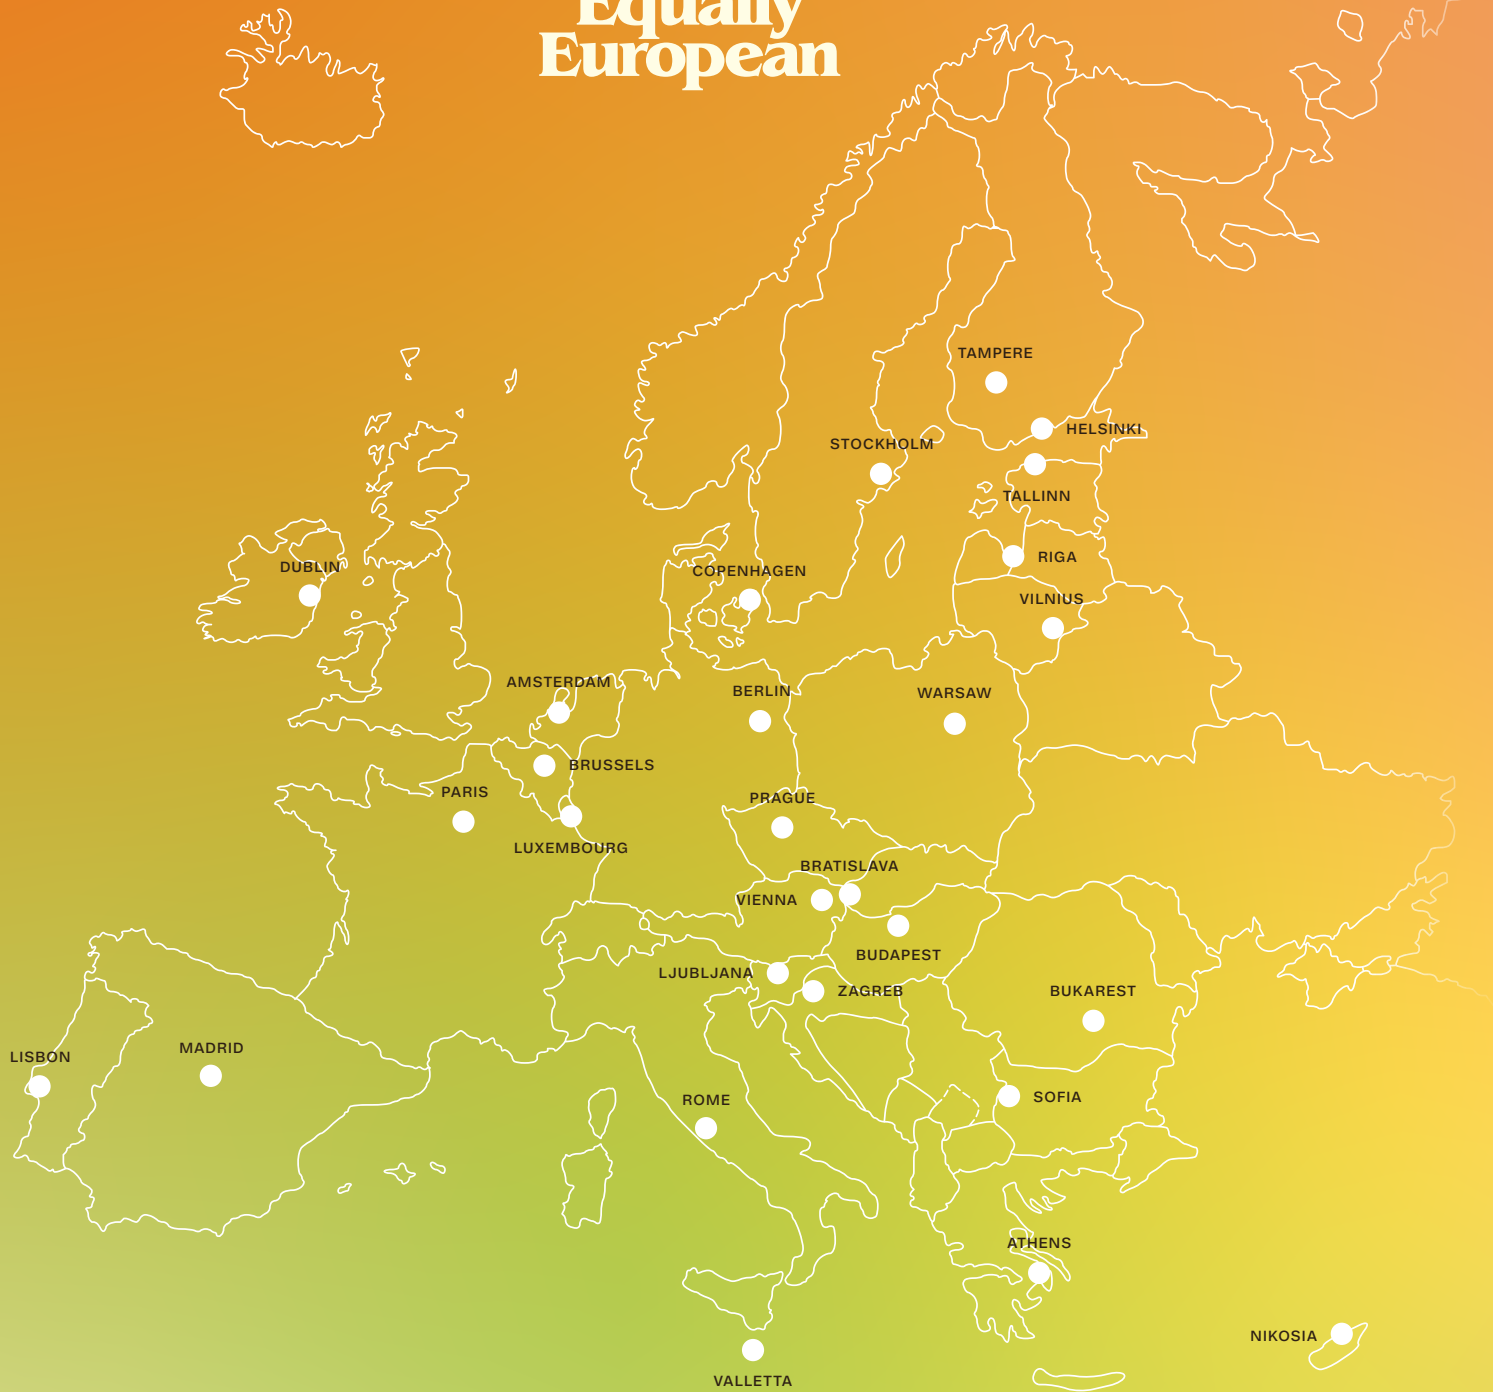 Equally
European
TAMPERE
HELSINKI
STOCKHOLM
TALLINN
RIGA
DUBLIN
COPENHAGEN
VILNIUS
AMSTERDAM
BERLIN
WARSAW
BRUSSELS
PARIS
PRAGUE
LUXEMBOURG
BRATISLAVA
VIENNA
BUDAPEST
LJUBLJANA
ZAGREB
BUKAREST
LISBON
MADRID
ROME
SOFIA
ATHENS
NIKOSIA
VALLETTA